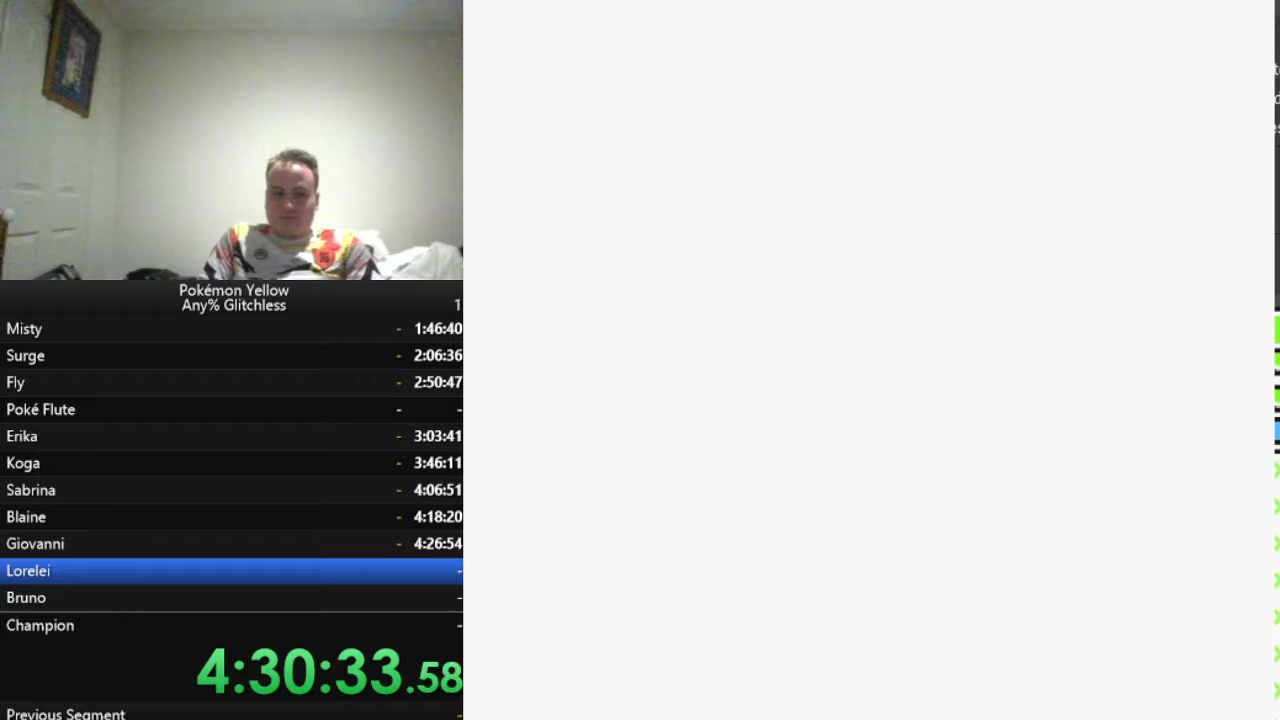 Pokémon Yellow
Any% Glitchless
1
Misty - 1:46:40
Surge - 2:06:36
Fly - 2:50:47
Poké Flute - -
Erika - 3:03:41
Koga - 3:46:11
Sabrina - 4:06:51
Blaine - 4:18:20
Giovanni - 4:26:54
Lorelei -
Bruno -
Champion -
4:30:33.58
Previous Segment -